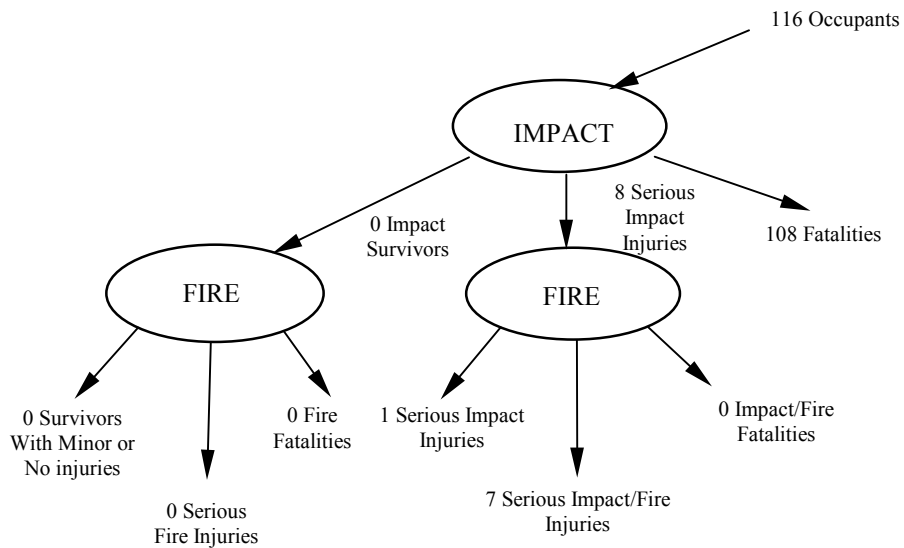 116 Occupants
IMPACT
0 Impact
Survivors
8 Serious
Impact
Injuries
108 Fatalities
FIRE
FIRE
0 Survivors
With Minor or
No injuries
0 Serious
Fire Injuries
0 Fire
Fatalities
1 Serious Impact
Injuries
7 Serious Impact/Fire
Injuries
0 Impact/Fire
Fatalities